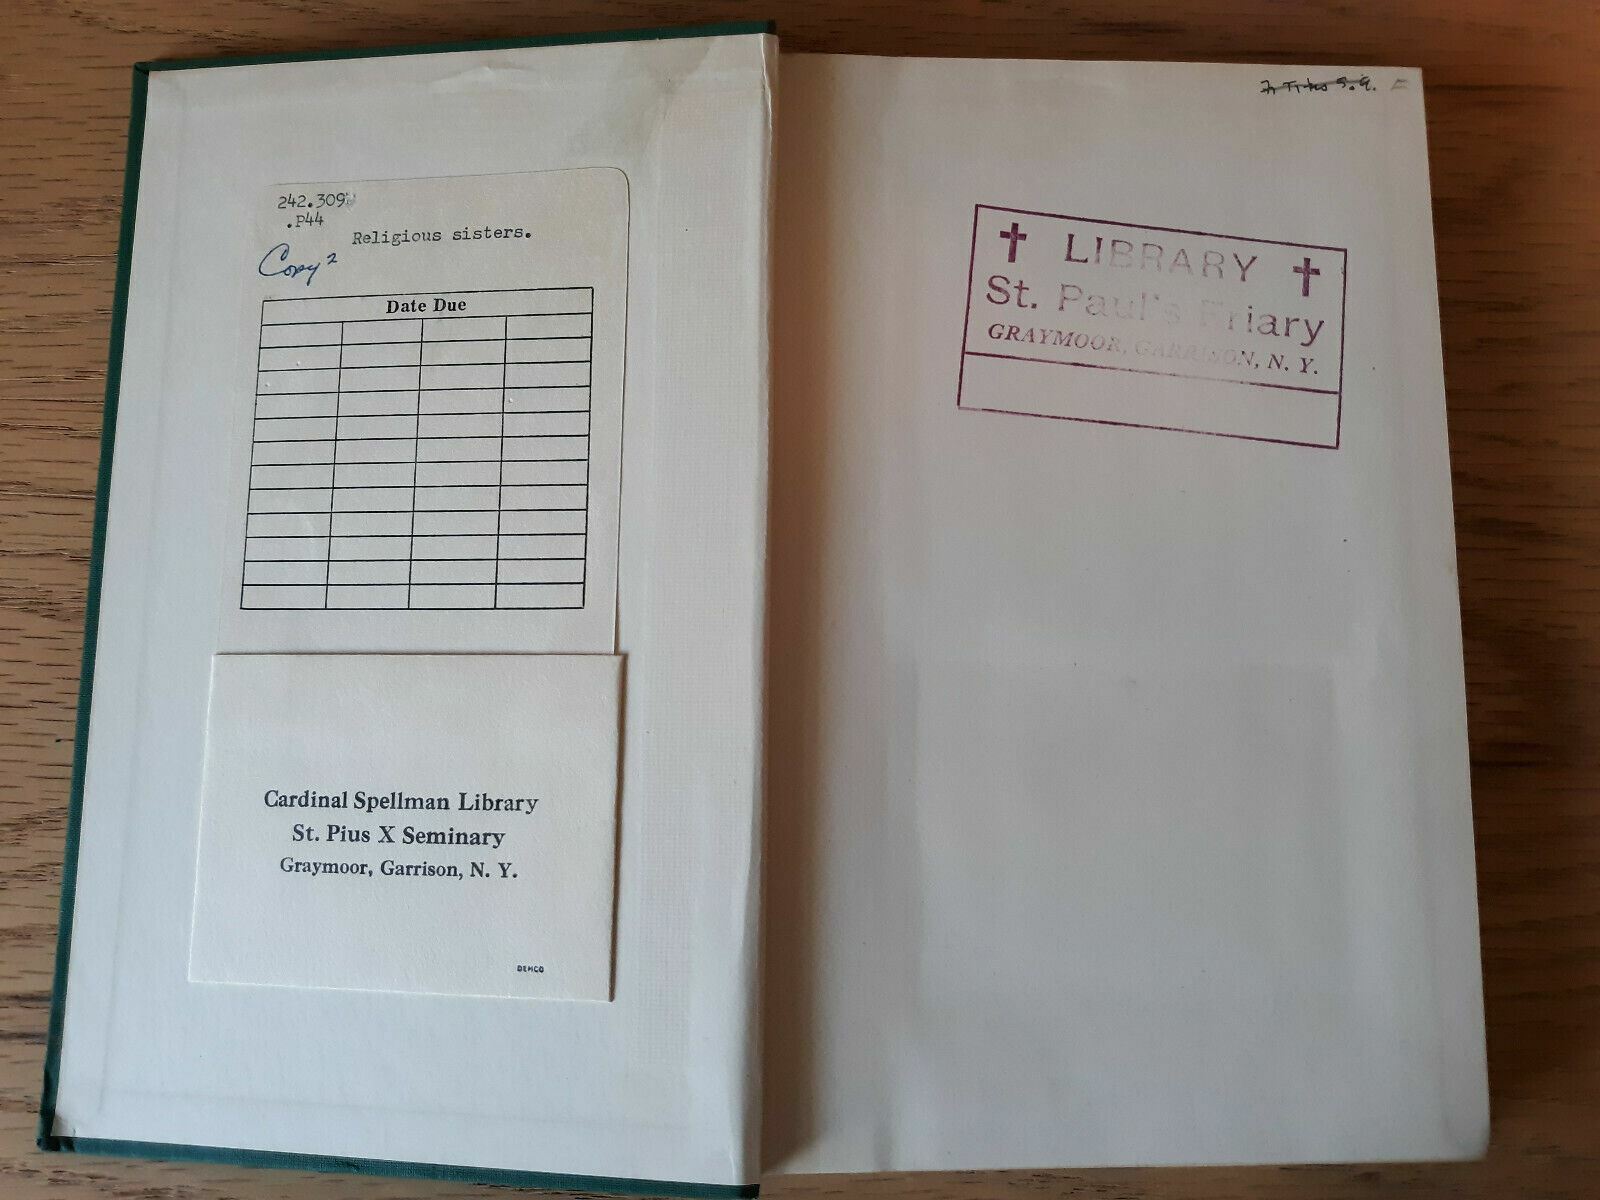 242.309
.P44
Religious sisters.
Copy 2
Date Due
Cardinal Spellman Library
St. Pius X Seminary
Graymoor, Garrison, N. Y.
DEMCO
S.A.
✝ LIBRARY ✝
St. Paul's Friary
GRAYMOOR, GARRISON, N. Y.